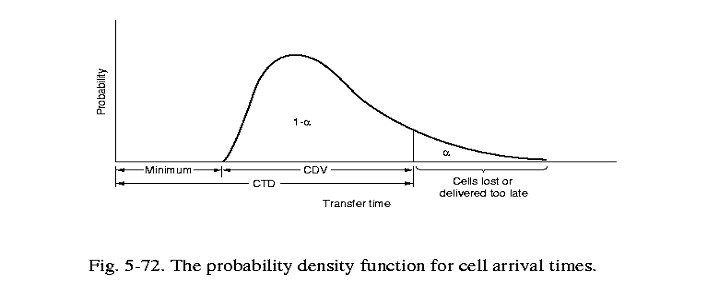 Probability
1-α
α
Minimum
CDV
CTD
Cells lost or
delivered too late
Transfer time
Fig. 5-72. The probability density function for cell arrival times.